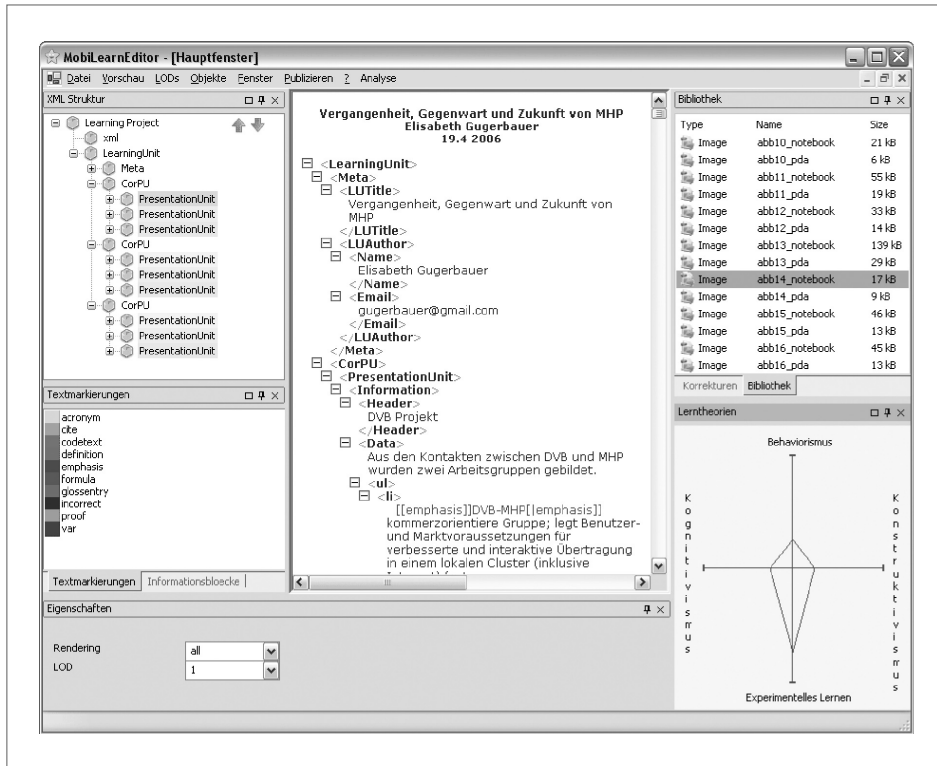 MobiLearnEditor - [Hauptfenster]
Datei Vorschau LODs Objekte Fenster Publizieren ? Analyse
XML Struktur
Learning Project
xml
LearningUnit
Meta
CorPU
PresentationUnit
PresentationUnit
PresentationUnit
CorPU
PresentationUnit
PresentationUnit
PresentationUnit
CorPU
PresentationUnit
PresentationUnit
PresentationUnit
Textmarkierungen
acronym
cite
codetext
definition
emphasis
formula
glossentry
incorrect
proof
var
Textmarkierungen Informationsbloecke
Vergangenheit, Gegenwart und Zukunft von MHP
Elisabeth Gugerbauer
19.4 2006
<LearningUnit>
<Meta>
<LUTitle>
Vergangenheit, Gegenwart und Zukunft von
MHP
</LUTitle>
<LUAuthor>
<Name>
Elisabeth Gugerbauer
</Name>
<Email>
gugerbauer@gmail.com
</Email>
</LUAuthor>
</Meta>
<CorPU>
<PresentationUnit>
<Information>
<Header>
DVB Projekt
</Header>
<Data>
Aus den Kontakten zwischen DVB und MHP
wurden zwei Arbeitsgruppen gebildet.
<ul>
<li>
[[emphasis]]DVB-MHP[|emphasis]]
kommerzorientiere Gruppe; legt Benutzer-
und Marktvoraussetzungen für
verbesserte und interaktive Übertragung
in einem lokalen Cluster (inklusive
Bibliothek
Type Name Size
Image abb10_notebook 21 kB
Image abb10_pda 6 kB
Image abb11_notebook 55 kB
Image abb11_pda 19 kB
Image abb12_notebook 33 kB
Image abb12_pda 14 kB
Image abb13_notebook 139 kB
Image abb13_pda 29 kB
Image abb14_notebook 17 kB
Image abb14_pda 9 kB
Image abb15_notebook 46 kB
Image abb15_pda 13 kB
Image abb16_notebook 45 kB
Image abb16_pda 13 kB
Korrekturen Bibliothek
Lerntheorien
Behaviorismus
Kognitivismus
Konstruktivismus
Experimentelles Lernen
Eigenschaften
Rendering all
LOD 1